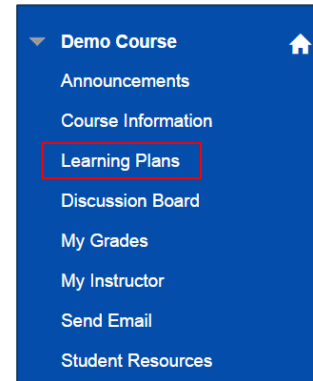 Demo Course
Announcements
Course Information
Learning Plans
Discussion Board
My Grades
My Instructor
Send Email
Student Resources